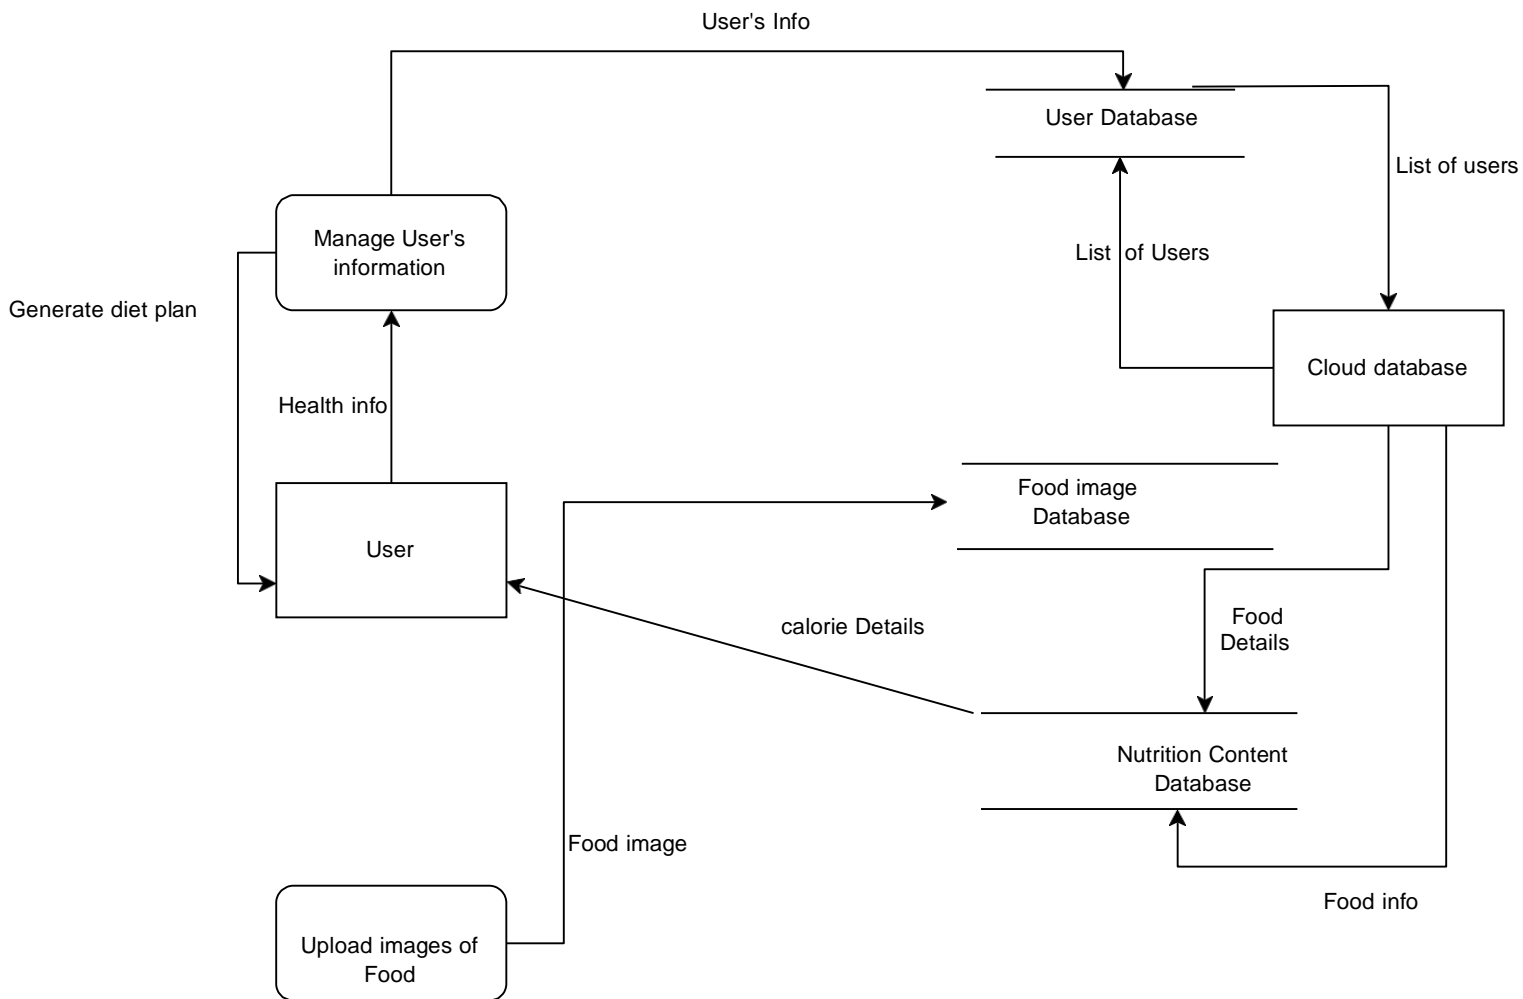 User's Info
User Database
List of users
Manage User's
information
List of Users
Generate diet plan
Cloud database
Health info
Food image
Database
User
Food
Details
calorie Details
Nutrition Content
Database
Food image
Food info
Upload images of
Food